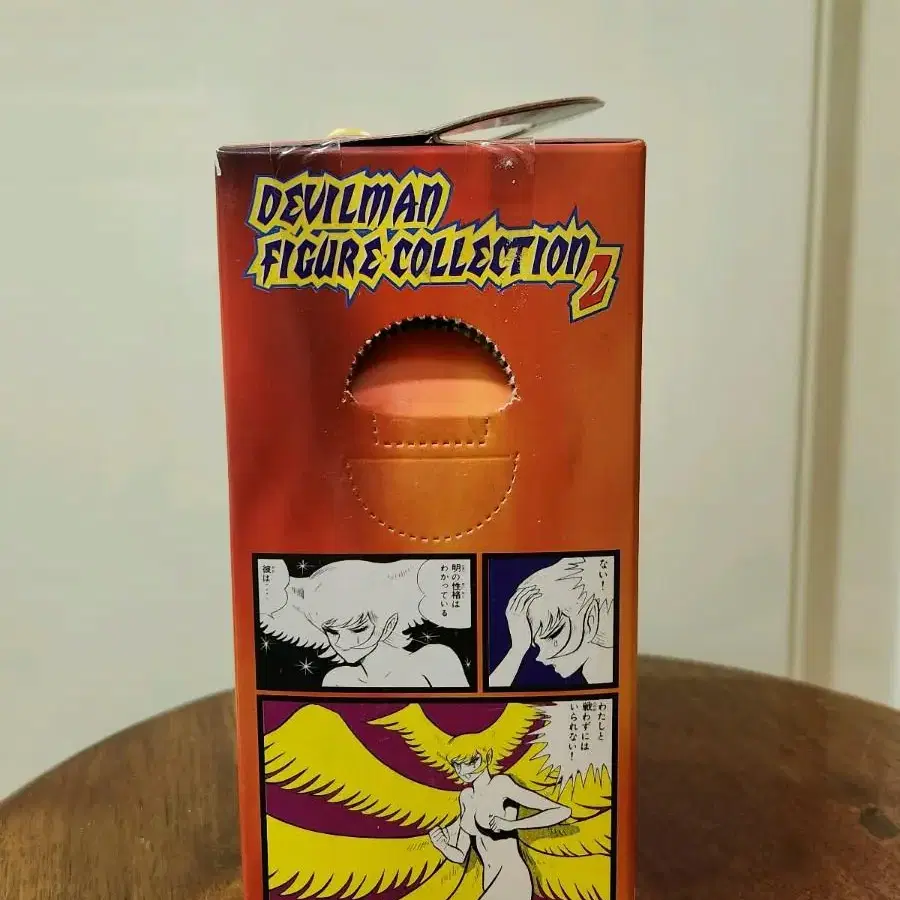 DEVILMAN
FIGURE COLLECTION 2
明の性格は
わかっている
彼は…
ない！
わたしと
戦わずには
いられない！